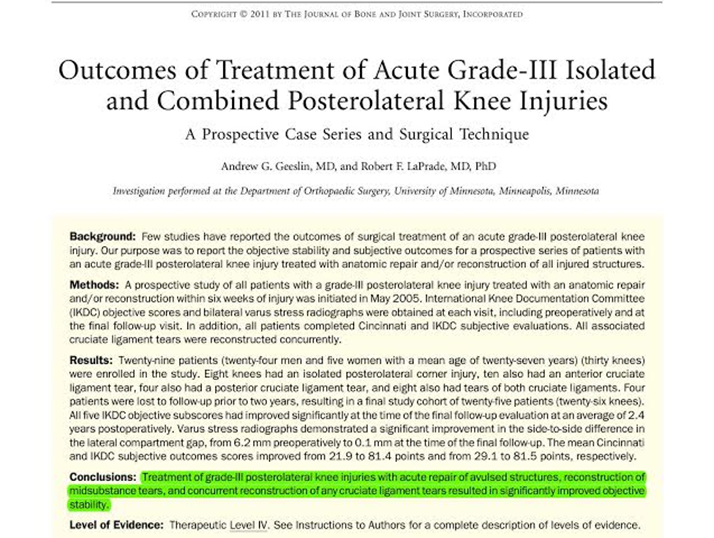 COPYRIGHT © 2011 BY THE JOURNAL OF BONE AND JOINT SURGERY, INCORPORATED
Outcomes of Treatment of Acute Grade-III Isolated
and Combined Posterolateral Knee Injuries
A Prospective Case Series and Surgical Technique
Andrew G. Geeslin, MD, and Robert F. LaPrade, MD, PhD
Investigation performed at the Department of Orthopaedic Surgery, University of Minnesota, Minneapolis, Minnesota
Background: Few studies have reported the outcomes of surgical treatment of an acute grade-III posterolateral knee
injury. Our purpose was to report the objective stability and subjective outcomes for a prospective series of patients with
an acute grade-III posterolateral knee injury treated with anatomic repair and/or reconstruction of all injured structures.
Methods: A prospective study of all patients with a grade-III posterolateral knee injury treated with an anatomic repair
and/or reconstruction within six weeks of injury was initiated in May 2005. International Knee Documentation Committee
(IKDC) objective scores and bilateral varus stress radiographs were obtained at each visit, including preoperatively and at
the final follow-up visit. In addition, all patients completed Cincinnati and IKDC subjective evaluations. All associated
cruciate ligament tears were reconstructed concurrently.
Results: Twenty-nine patients (twenty-four men and five women with a mean age of twenty-seven years) (thirty knees)
were enrolled in the study. Eight knees had an isolated posterolateral corner injury, ten also had an anterior cruciate
ligament tear, four also had a posterior cruciate ligament tear, and eight also had tears of both cruciate ligaments. Four
patients were lost to follow-up prior to two years, resulting in a final study cohort of twenty-five patients (twenty-six knees).
All five IKDC objective subscores had improved significantly at the time of the final follow-up evaluation at an average of 2.4
years postoperatively. Varus stress radiographs demonstrated a significant improvement in the side-to-side difference in
the lateral compartment gap, from 6.2 mm preoperatively to 0.1 mm at the time of the final follow-up. The mean Cincinnati
and IKDC subjective outcomes scores improved from 21.9 to 81.4 points and from 29.1 to 81.5 points, respectively.
Conclusions: Treatment of grade-III posterolateral knee injuries with acute repair of avulsed structures, reconstruction of
midsubstance tears, and concurrent reconstruction of any cruciate ligament tears resulted in significantly improved objective
stability.
Level of Evidence: Therapeutic Level IV. See Instructions to Authors for a complete description of levels of evidence.